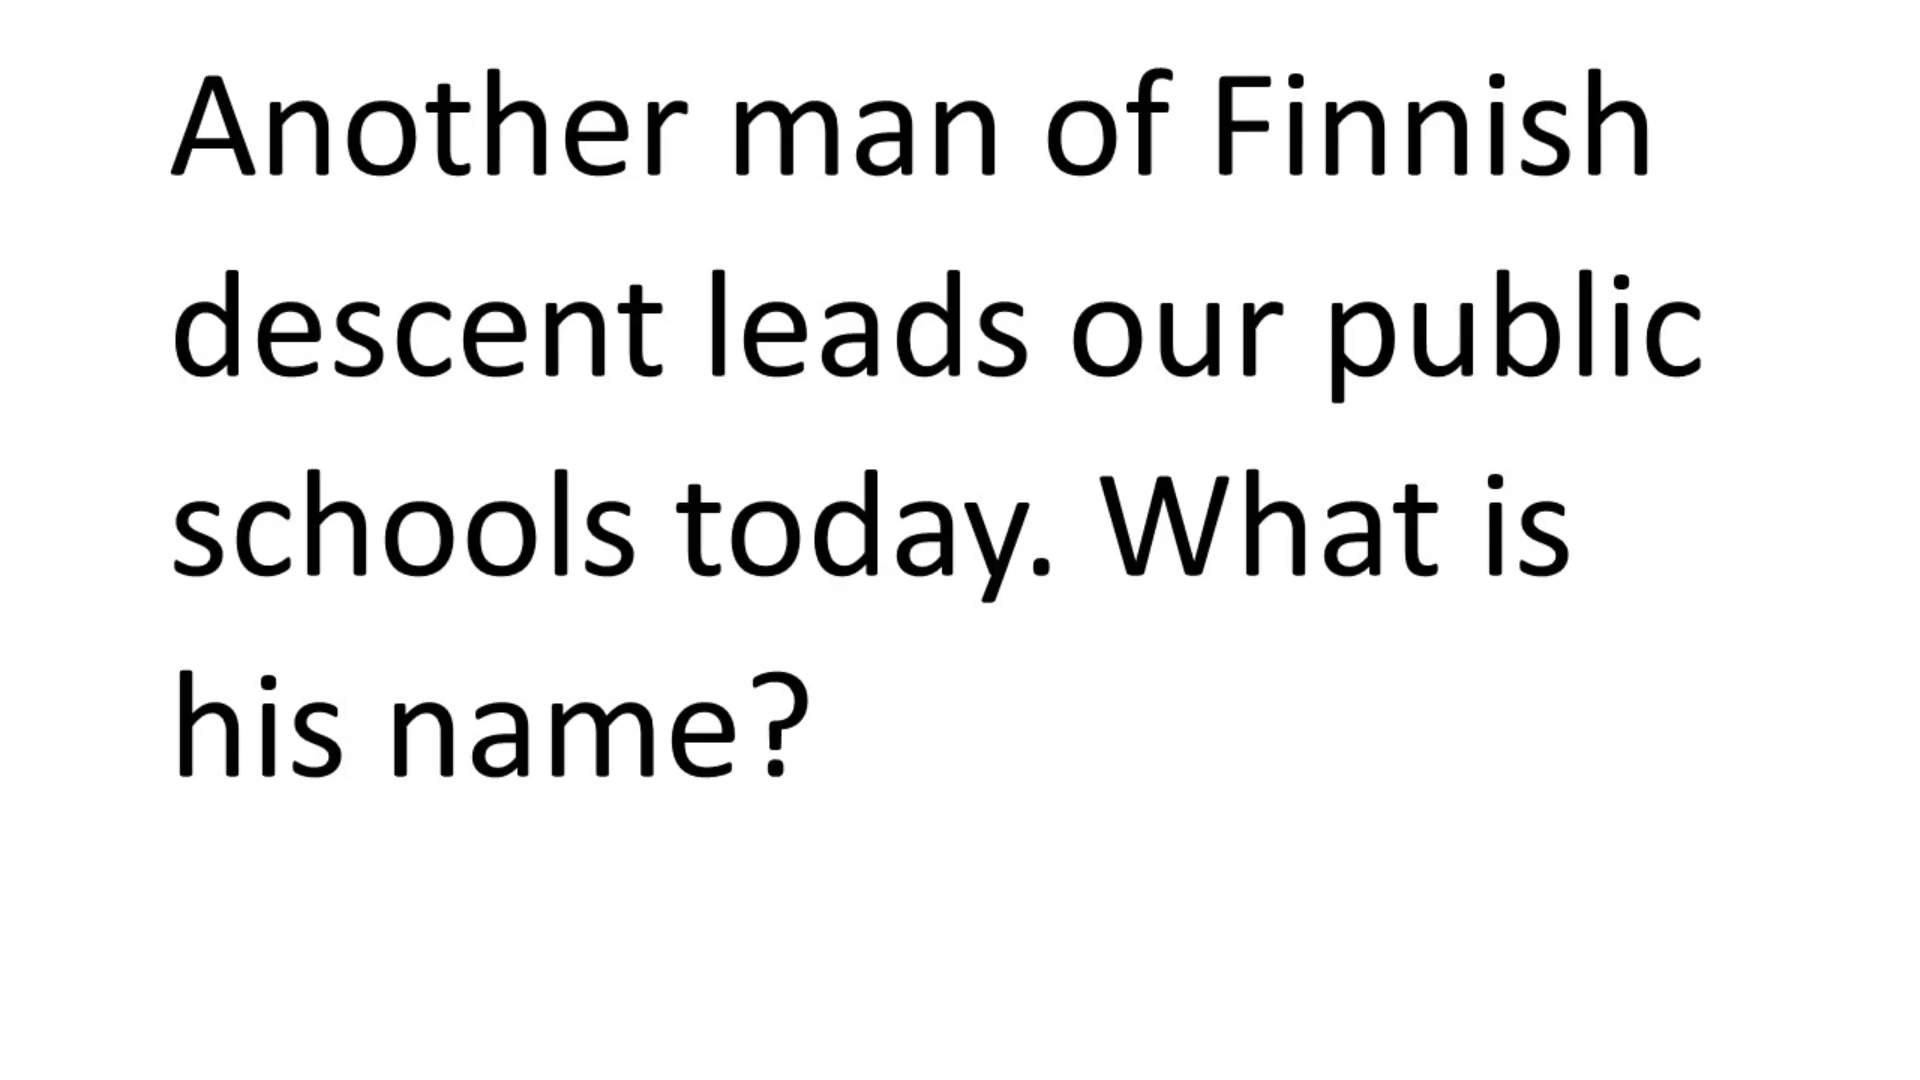 Another man of Finnish
descent leads our public
schools today. What is
his name?